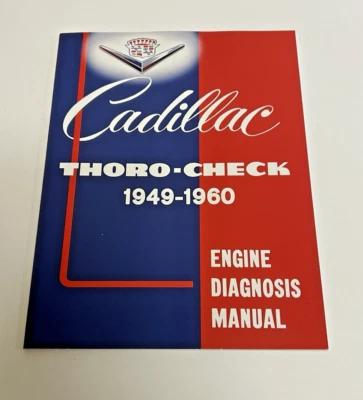 Cadillac
THORO-CHECK
1949-1960
ENGINE
DIAGNOSIS
MANUAL